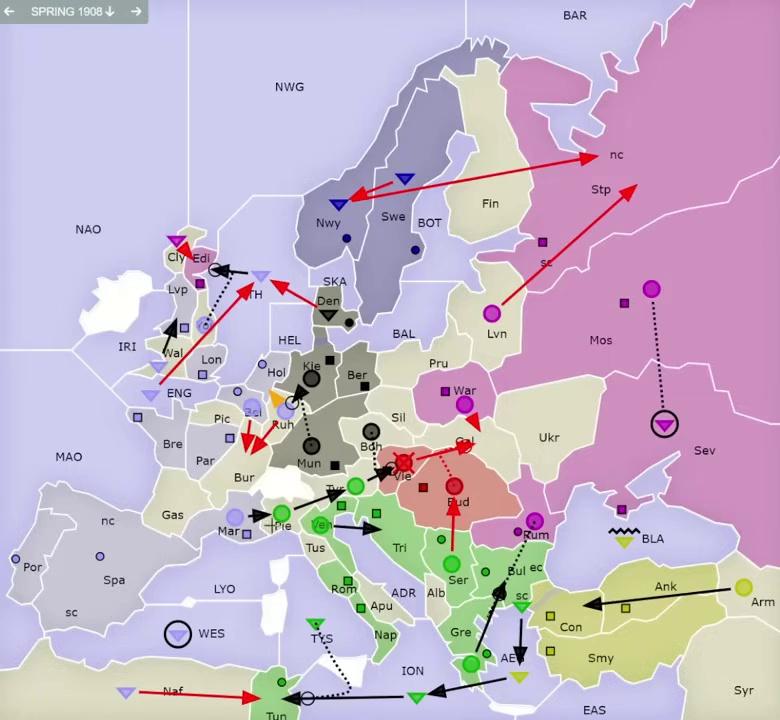 ← SPRING 1908↓ →
BAR
NWG
nc
Stp
Fin
NAO
Nwy
Swe
BOT
Cly
Edi
sc
TH
SKA
Den
Lvn
Lvp
Mos
IRI
Wal
Lon
HEL
BAL
Hol
Kie
Ber
Pru
ENG
War
Bel
Ruh
Sil
Pic
Gal
Ukr
Bre
Mun
Boh
Sev
Par
Bur
Vie
MAO
Tyr
Bud
nc
Gas
Mar
Pie
Ven
Rum
BLA
Tri
Por
Spa
Tus
Ser
Bul
ec
LYO
Rom
ADR
Alb
sc
Ank
Arm
sc
Apu
Con
WES
TYS
Nap
Gre
Smy
AEG
ION
Syr
Naf
EAS
Tun